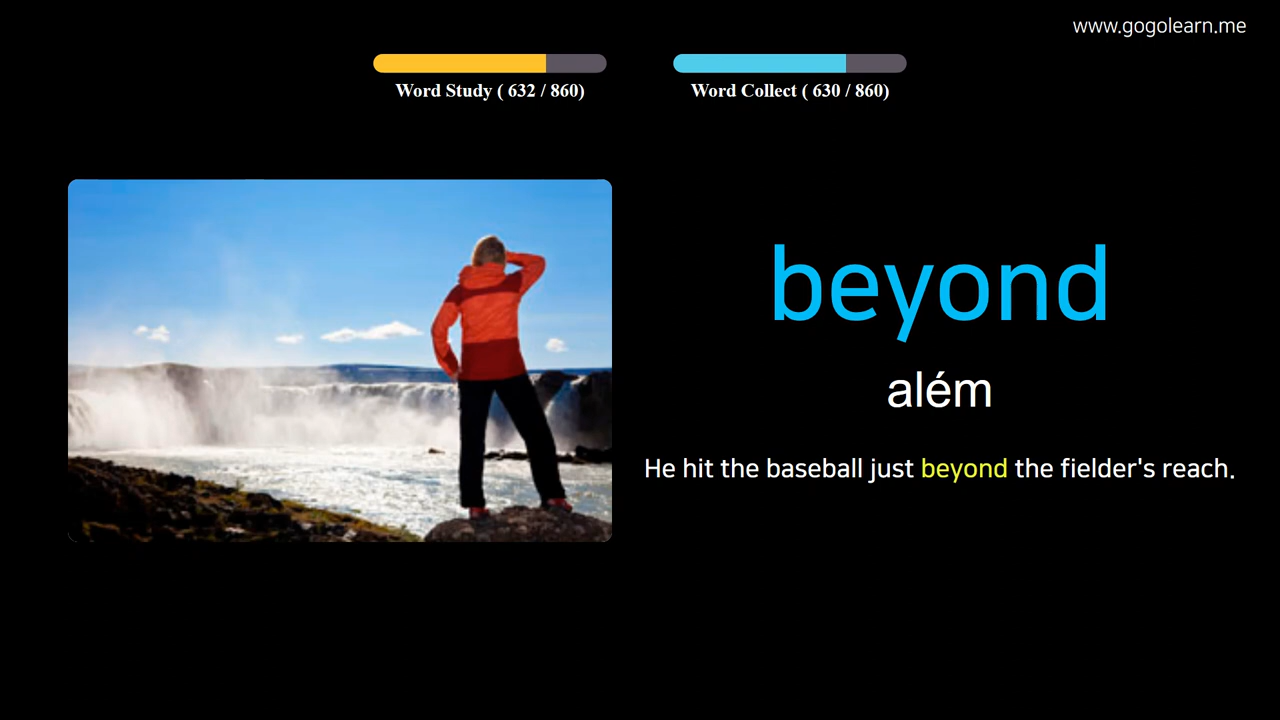 www.gogolearn.me
Word Study ( 632 / 860)
Word Collect ( 630 / 860)
beyond
além
He hit the baseball just beyond the fielder's reach.